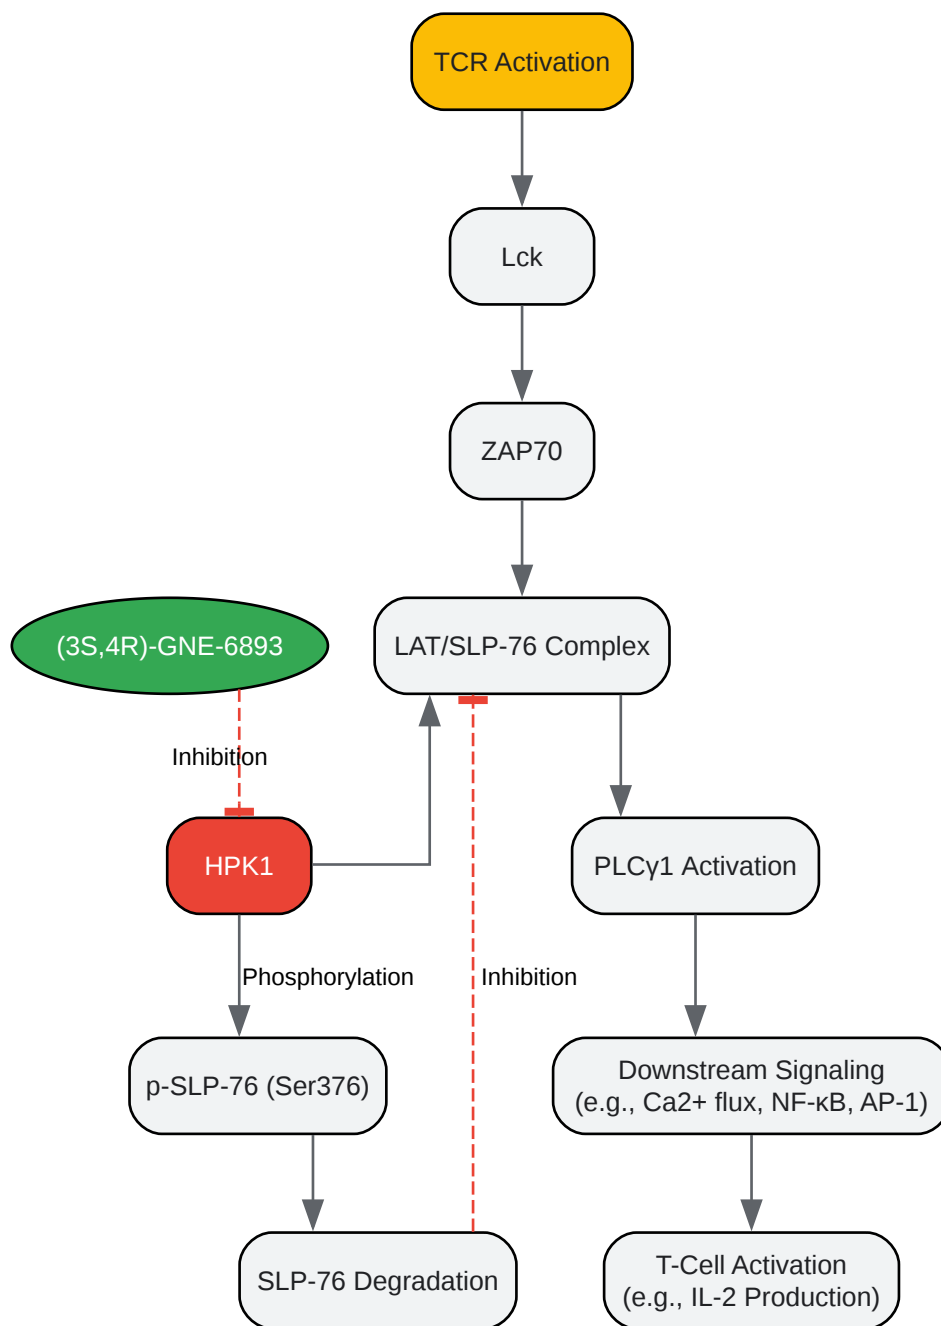 TCR Activation
Lck
ZAP70
(3S,4R)-GNE-6893
LAT/SLP-76 Complex
Inhibition
HPK1
PLCγ1 Activation
Phosphorylation
Inhibition
p-SLP-76 (Ser376)
Downstream Signaling
(e.g., Ca2+ flux, NF-κB, AP-1)
SLP-76 Degradation
T-Cell Activation
(e.g., IL-2 Production)